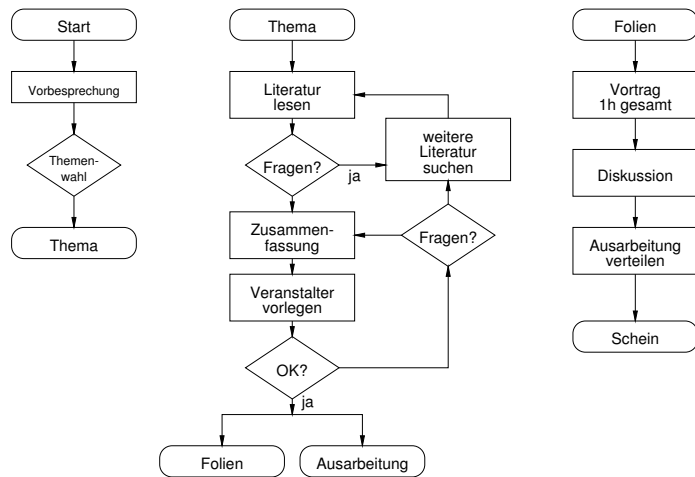 Start
Vorbesprechung
Themen-
wahl
Thema
Thema
Literatur
lesen
Fragen?
ja
weitere
Literatur
suchen
Zusammen-
fassung
Fragen?
Veranstalter
vorlegen
OK?
ja
Folien
Ausarbeitung
Folien
Vortrag
1h gesamt
Diskussion
Ausarbeitung
verteilen
Schein